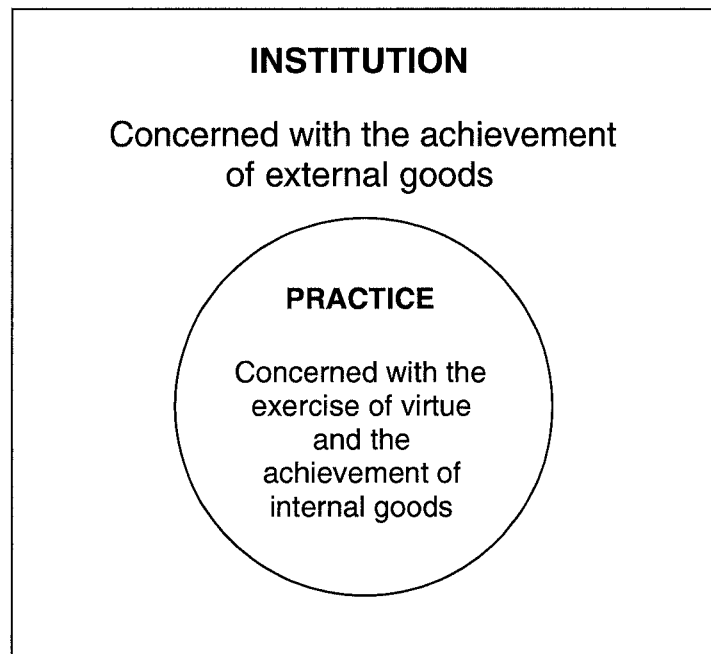 INSTITUTION
Concerned with the achievement
of external goods
PRACTICE
Concerned with the
exercise of virtue
and the
achievement of
internal goods